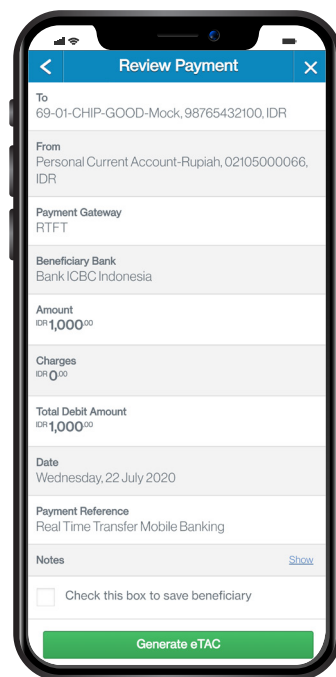 Review Payment
To
69-01-CHIP-GOOD-Mock, 98765432100, IDR
From
Personal Current Account-Rupiah, 02105000066,
IDR
Payment Gateway
RTFT
Beneficiary Bank
Bank ICBC Indonesia
Amount
IDR 1,000.00
Charges
IDR 0.00
Total Debit Amount
IDR 1,000.00
Date
Wednesday, 22 July 2020
Payment Reference
Real Time Transfer Mobile Banking
Notes Show
Check this box to save beneficiary
Generate eTAC